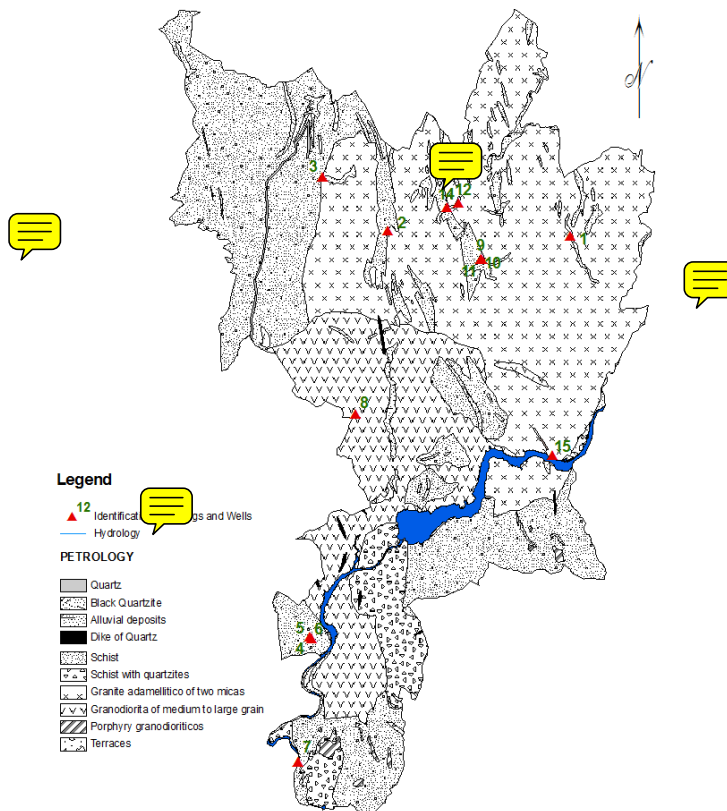 N
3
14
12
2
1
9
10
11
8
15
Legend
12
Identificat gs and Wells
Hydrology
PETROLOGY
Quartz
Black Quartzite
Alluvial deposits
Dike of Quartz
Schist
Schist with quartzites
Granite adamellitico of two micas
Granodiorita of medium to large grain
Porphyry granodioriticos
Terraces
5 6
4
7